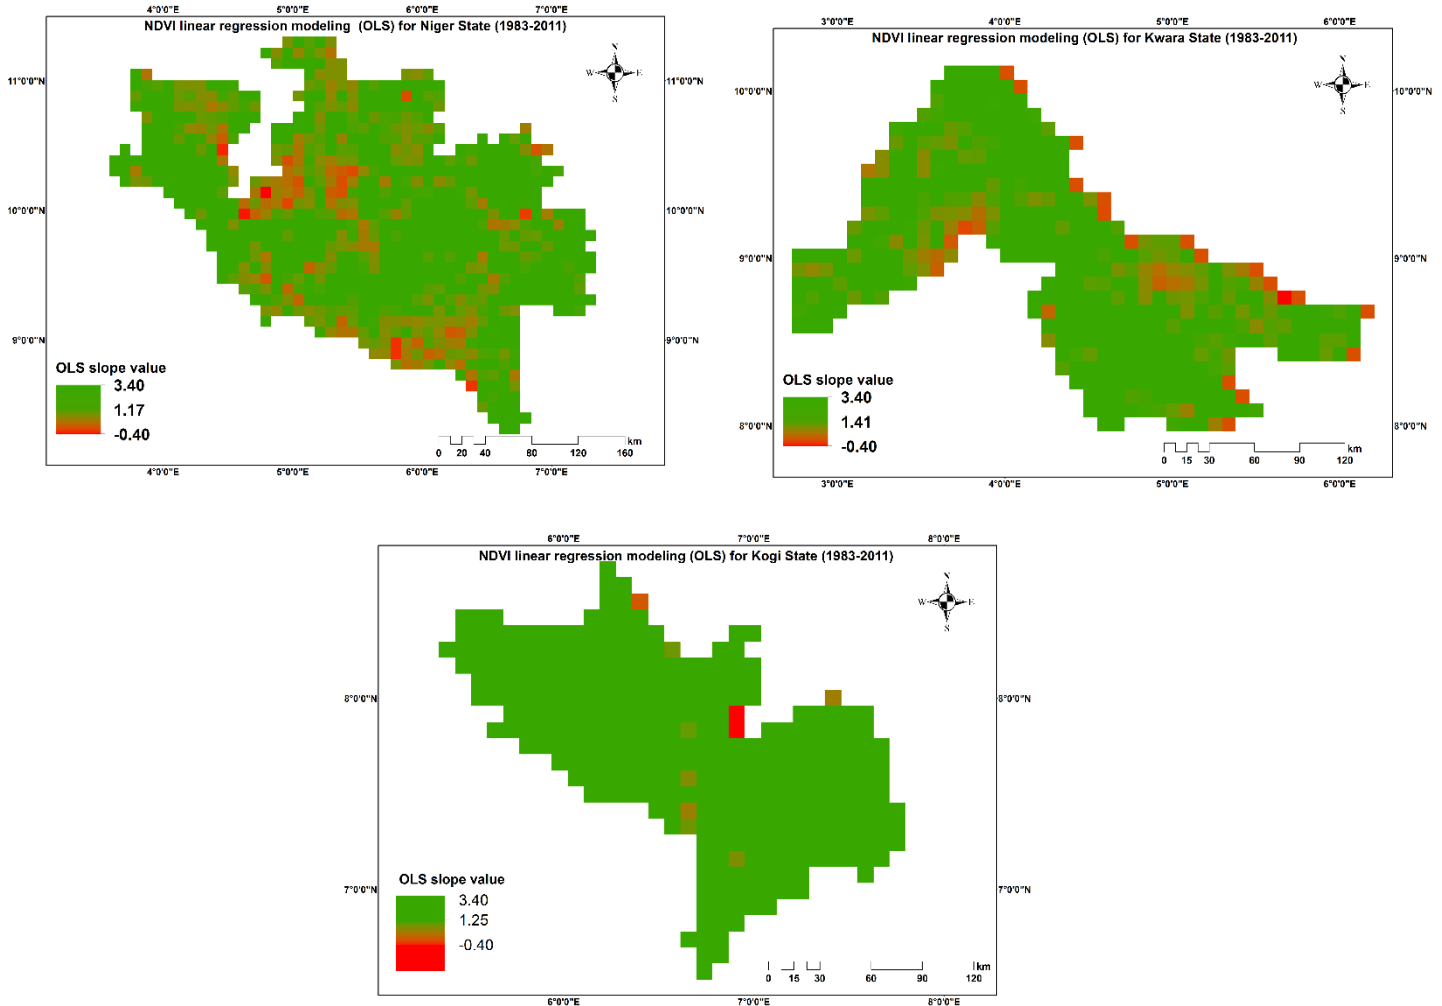 4°0'0"E 5°0'0"E 6°0'0"E 7°0'0"E
NDVI linear regression modeling (OLS) for Niger State (1983-2011)
N
W E
S
11°0'0"N 11°0'0"N
10°0'0"N 10°0'0"N
9°0'0"N 9°0'0"N
OLS slope value
3.40
1.17
-0.40
km
0 20 40 80 120 160
4°0'0"E 5°0'0"E 6°0'0"E 7°0'0"E
3°0'0"E 4°0'0"E 5°0'0"E 6°0'0"E
NDVI linear regression modeling (OLS) for Kwara State (1983-2011)
N
W E
S
10°0'0"N 10°0'0"N
9°0'0"N 9°0'0"N
8°0'0"N 8°0'0"N
OLS slope value
3.40
1.41
-0.40
km
0 15 30 60 90 120
3°0'0"E 4°0'0"E 5°0'0"E 6°0'0"E
6°0'0"E 7°0'0"E 8°0'0"E
NDVI linear regression modeling (OLS) for Kogi State (1983-2011)
N
W E
S
8°0'0"N 8°0'0"N
7°0'0"N 7°0'0"N
OLS slope value
3.40
1.25
-0.40
km
0 15 30 60 90 120
6°0'0"E 7°0'0"E 8°0'0"E